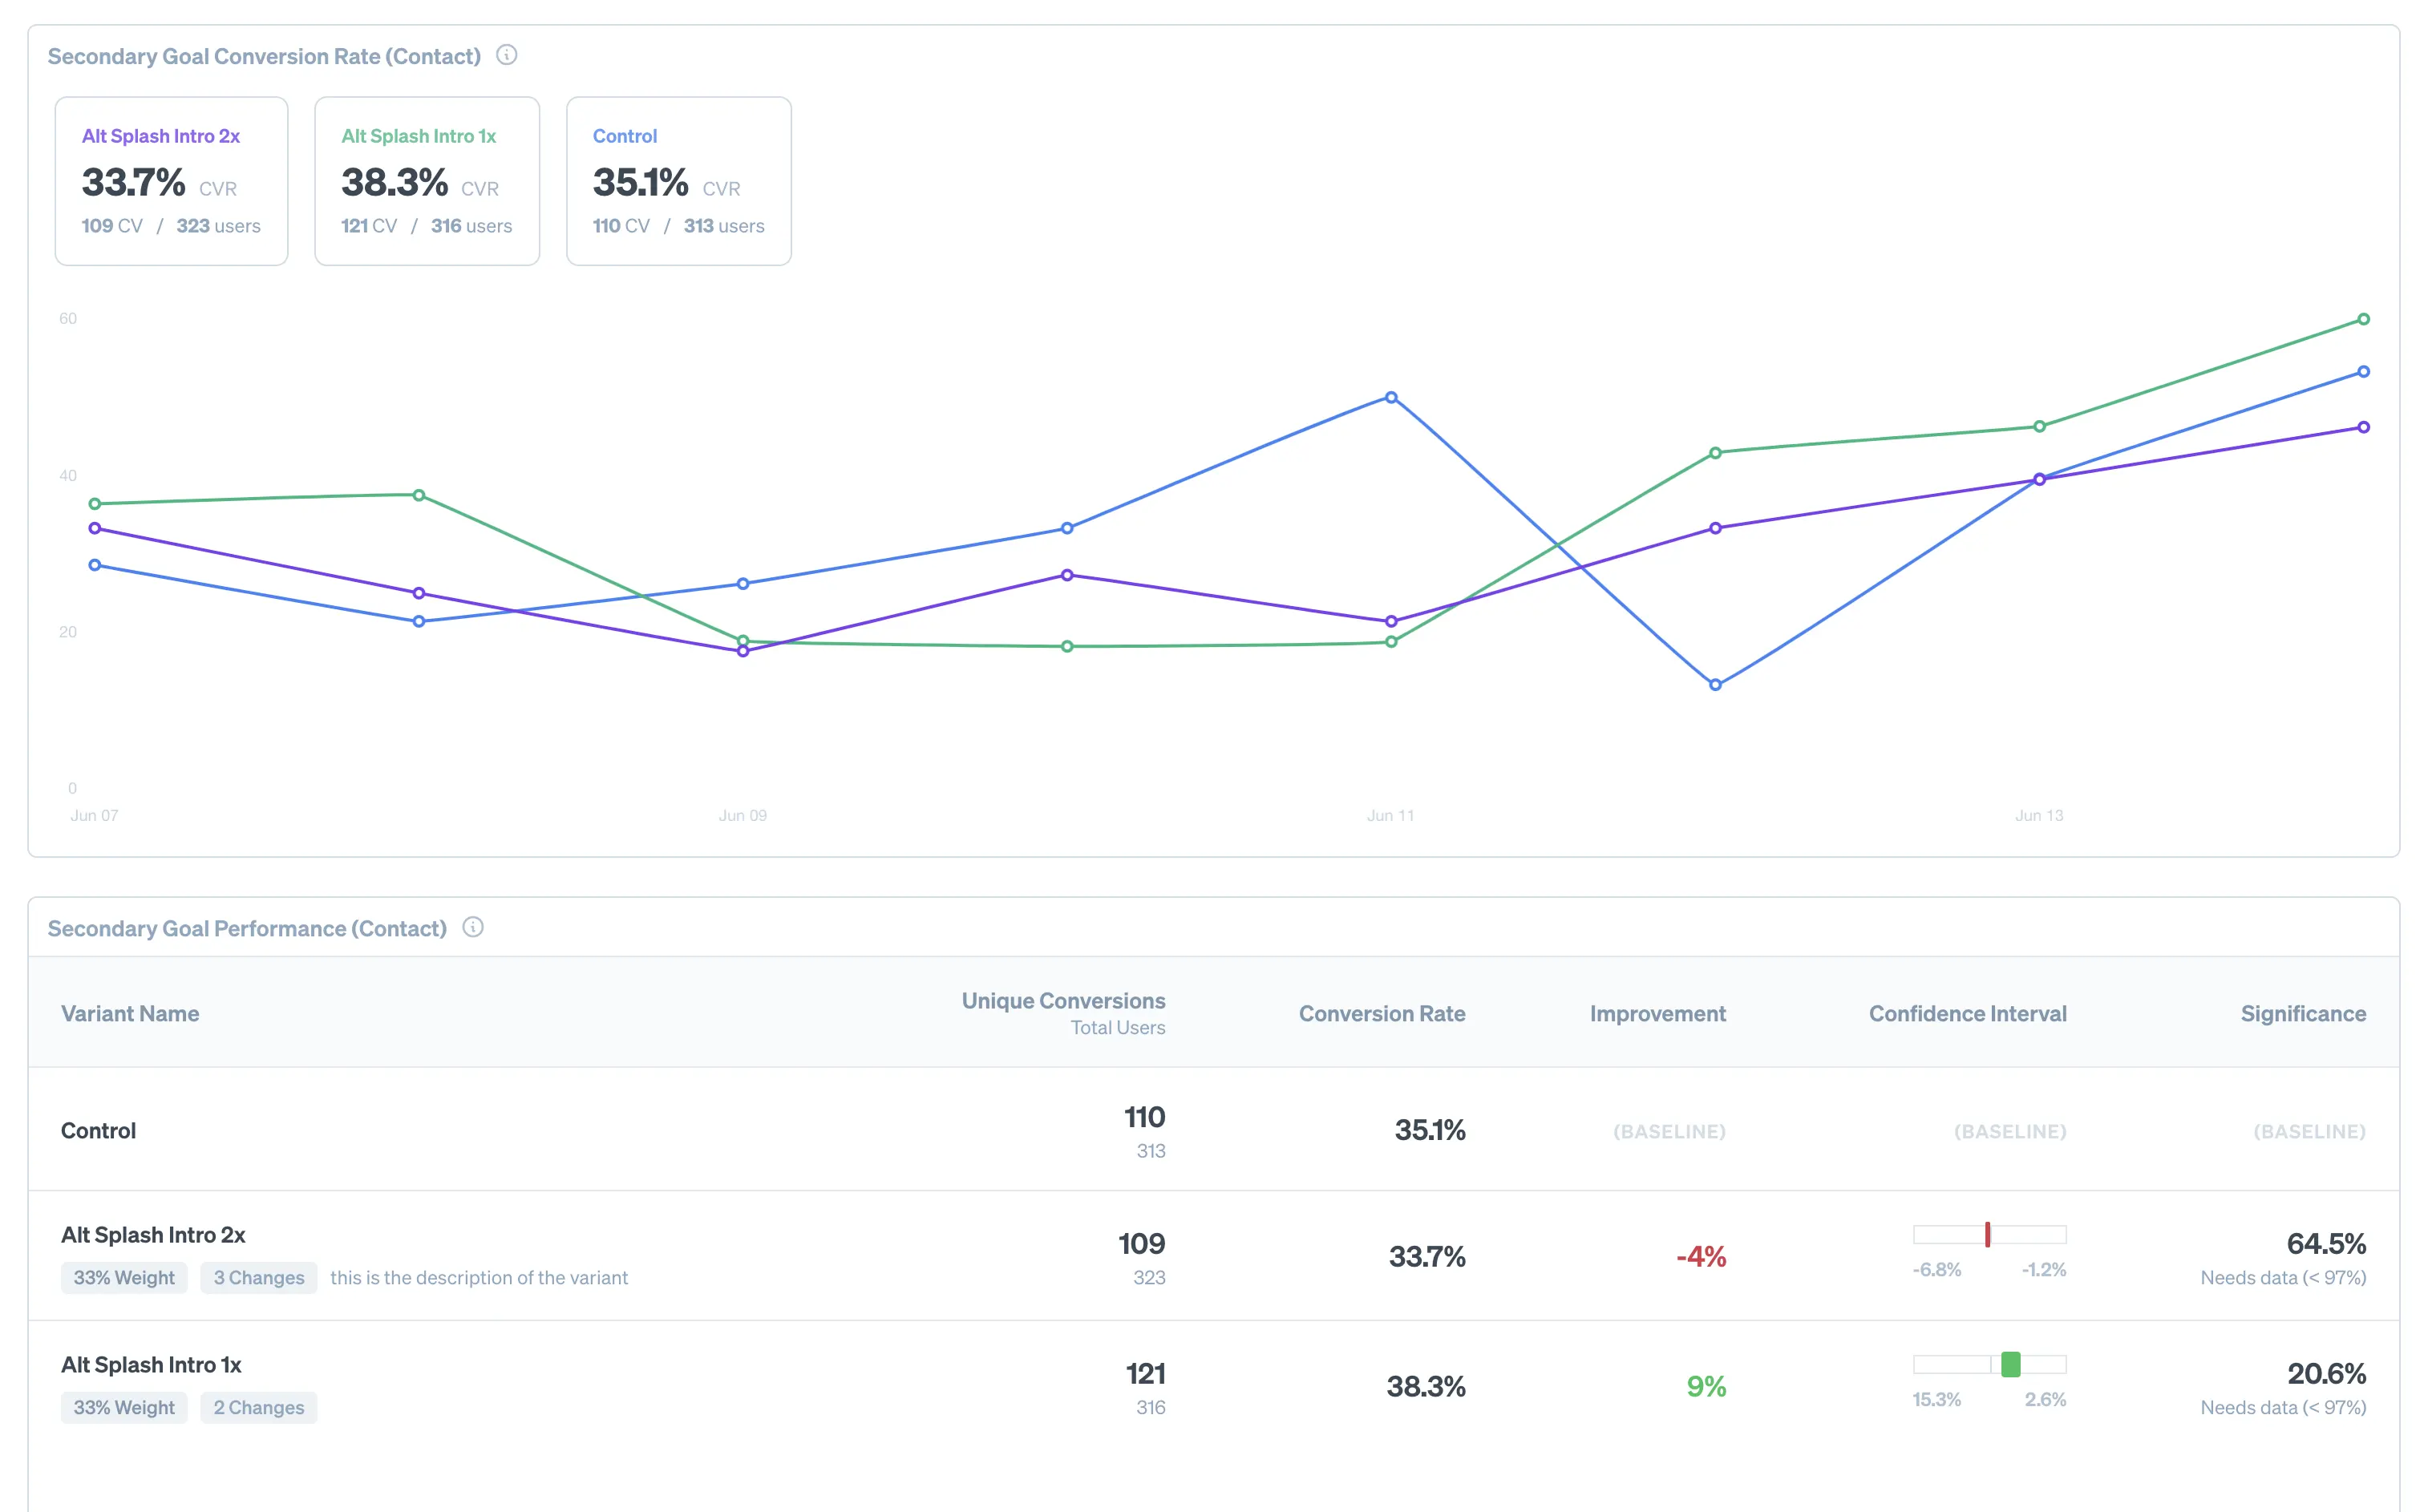 Secondary Goal Conversion Rate (Contact)
Alt Splash Intro 2x
33.7% CVR
109 CV / 323 users
Alt Splash Intro 1x
38.3% CVR
121 CV / 316 users
Control
35.1% CVR
110 CV / 313 users
60
40
20
0
Jun 07 Jun 09 Jun 11 Jun 13
Secondary Goal Performance (Contact)
Variant Name
Unique Conversions
Total Users
Conversion Rate
Improvement
Confidence Interval
Significance
Control
110
313
35.1%
(BASELINE)
(BASELINE)
(BASELINE)
Alt Splash Intro 2x
33% Weight 3 Changes this is the description of the variant
109
323
33.7%
-4%
-6.8% -1.2%
64.5%
Needs data (< 97%)
Alt Splash Intro 1x
33% Weight 2 Changes
121
316
38.3%
9%
15.3% 2.6%
20.6%
Needs data (< 97%)